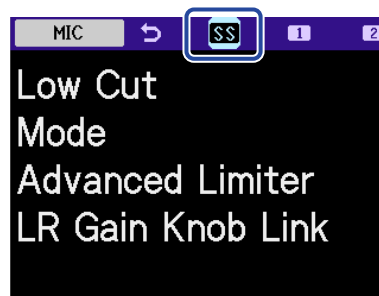 MIC SS 1 2
Low Cut
Mode
Advanced Limiter
LR Gain Knob Link